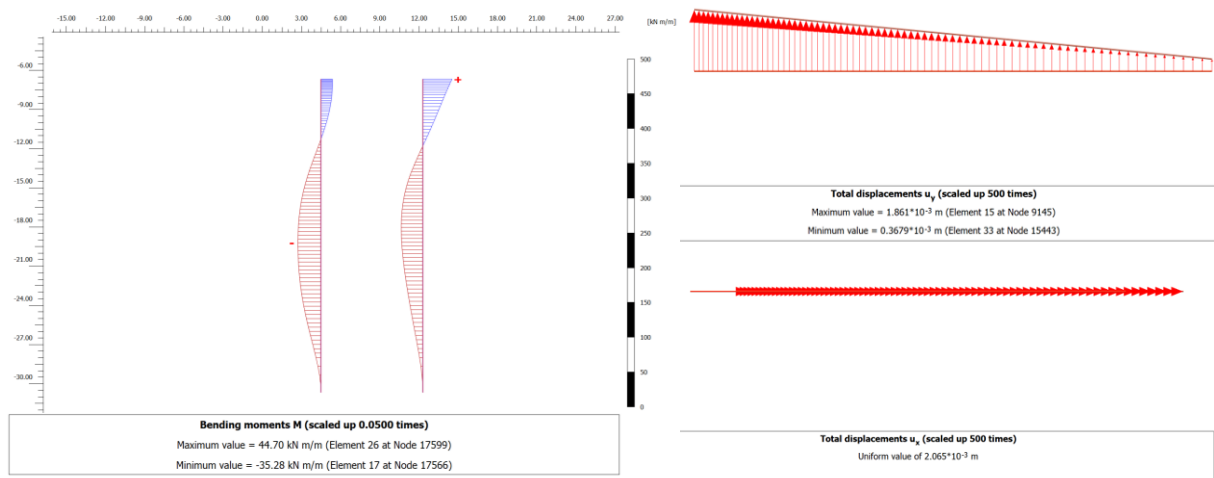 -15.00 -12.00 -9.00 -6.00 -3.00 0.00 3.00 6.00 9.00 12.00 15.00 18.00 21.00 24.00 27.00
[kN m/m]
-6.00
-9.00
-12.00
-15.00
-18.00
-21.00
-24.00
-27.00
-30.00
+
-
500
450
400
350
300
250
200
150
100
50
0
Bending moments M (scaled up 0.0500 times)
Maximum value = 44.70 kN m/m (Element 26 at Node 17599)
Minimum value = -35.28 kN m/m (Element 17 at Node 17566)
Total displacements uy (scaled up 500 times)
Maximum value = 1.861*10-3 m (Element 15 at Node 9145)
Minimum value = 0.3679*10-3 m (Element 33 at Node 15443)
Total displacements ux (scaled up 500 times)
Uniform value of 2.065*10-3 m